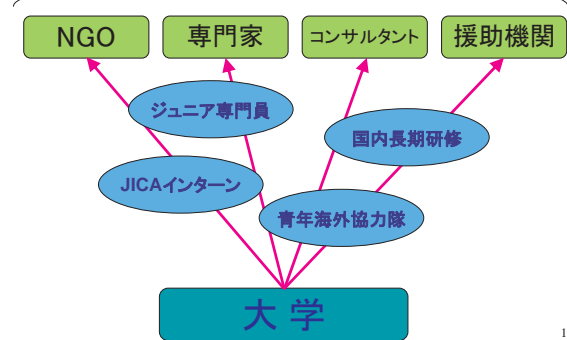 NGO
専門家
コンサルタント
援助機関
ジュニア専門員
国内長期研修
JICAインターン
青年海外協力隊
大学
1